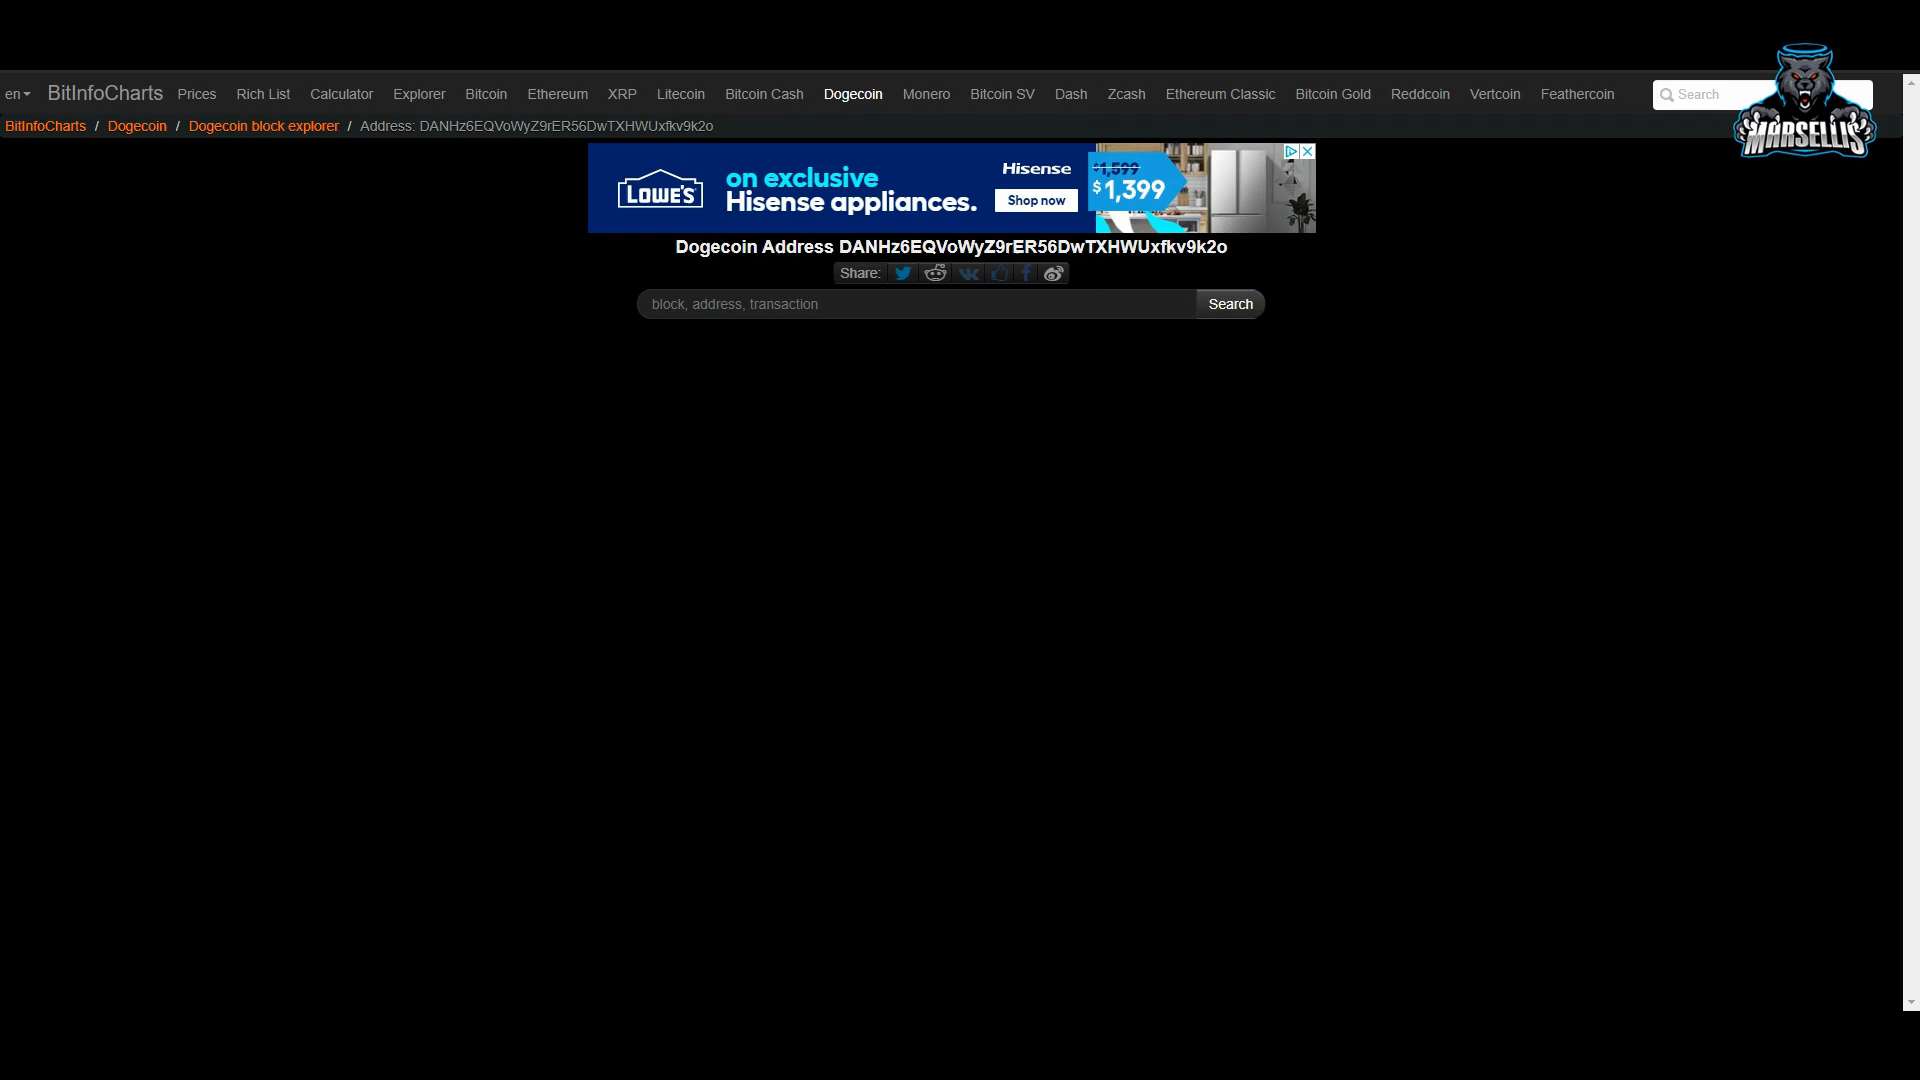 en BitInfoCharts Prices Rich List Calculator Explorer Bitcoin Ethereum XRP Litecoin Bitcoin Cash Dogecoin Monero Bitcoin SV Dash Zcash Ethereum Classic Bitcoin Gold Reddcoin Vertcoin Feathercoin Search
MARSELLIS
BitInfoCharts / Dogecoin / Dogecoin block explorer / Address: DANHz6EQVoWyZ9rER56DwTXHWUxfkv9k2o
LOWE'S
on exclusive
Hisense appliances.
Hisense
Shop now
$1,599
$1,399
Dogecoin Address DANHz6EQVoWyZ9rER56DwTXHWUxfkv9k2o
Share:
block, address, transaction Search